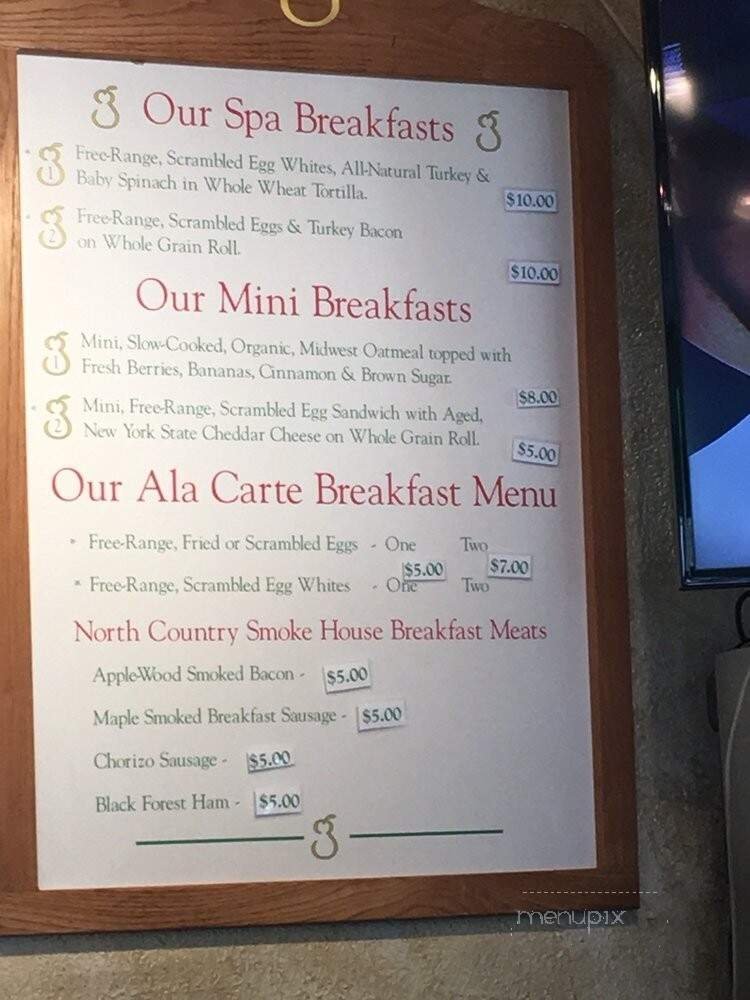 Our Spa Breakfasts
* 1 Free-Range, Scrambled Egg Whites, All-Natural Turkey &
Baby Spinach in Whole Wheat Tortilla.
$10.00
* 2 Free-Range, Scrambled Eggs & Turkey Bacon
on Whole Grain Roll.
$10.00
Our Mini Breakfasts
1 Mini, Slow-Cooked, Organic, Midwest Oatmeal topped with
Fresh Berries, Bananas, Cinnamon & Brown Sugar.
$8.00
* 2 Mini, Free-Range, Scrambled Egg Sandwich with Aged,
New York State Cheddar Cheese on Whole Grain Roll.
$5.00
Our Ala Carte Breakfast Menu
* Free-Range, Fried or Scrambled Eggs - One Two
$5.00 $7.00
* Free-Range, Scrambled Egg Whites - One Two
North Country Smoke House Breakfast Meats
Apple-Wood Smoked Bacon - $5.00
Maple Smoked Breakfast Sausage - $5.00
Chorizo Sausage - $5.00
Black Forest Ham - $5.00
menupix